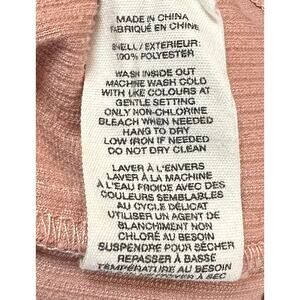 MADE IN CHINA
FABRIQUÉ EN CHINE
SHELL/EXTERIEUR:
100% POLYESTER
WASH INSIDE OUT
MACHINE WASH COLD
WITH LIKE COLOURS AT
GENTLE SETTING
ONLY NON-CHLORINE
BLEACH WHEN NEEDED
HANG TO DRY
LOW IRON IF NEEDED
DO NOT DRY CLEAN
LAVER À L'ENVERS
LAVER À LA MACHINE
À L'EAU FROIDE AVEC DES
COULEURS SEMBLABLES
AU CYCLE DÉLICAT
UTILISER UN AGENT DE
BLANCHIMENT NON
CHLORÉ AU BESOIN
SUSPENDRE POUR SÉCHER
REPASSER À BASSE
TEMPÉRATURE AU BESOIN
À SEC